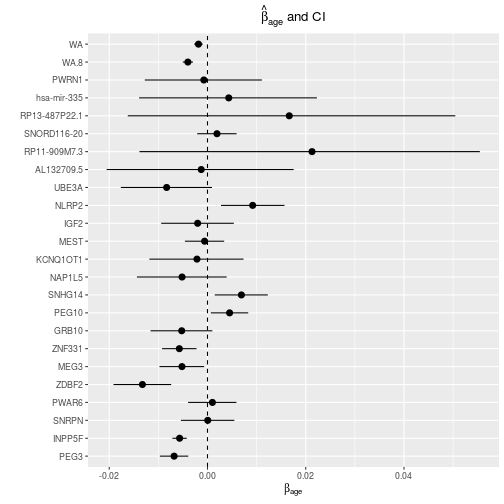 β̂age and CI
WA
WA.8
PWRN1
hsa-mir-335
RP13-487P22.1
SNORD116-20
RP11-909M7.3
AL132709.5
UBE3A
NLRP2
IGF2
MEST
KCNQ1OT1
NAP1L5
SNHG14
PEG10
GRB10
ZNF331
MEG3
ZDBF2
PWAR6
SNRPN
INPP5F
PEG3
-0.02 0.00 0.02 0.04
βage